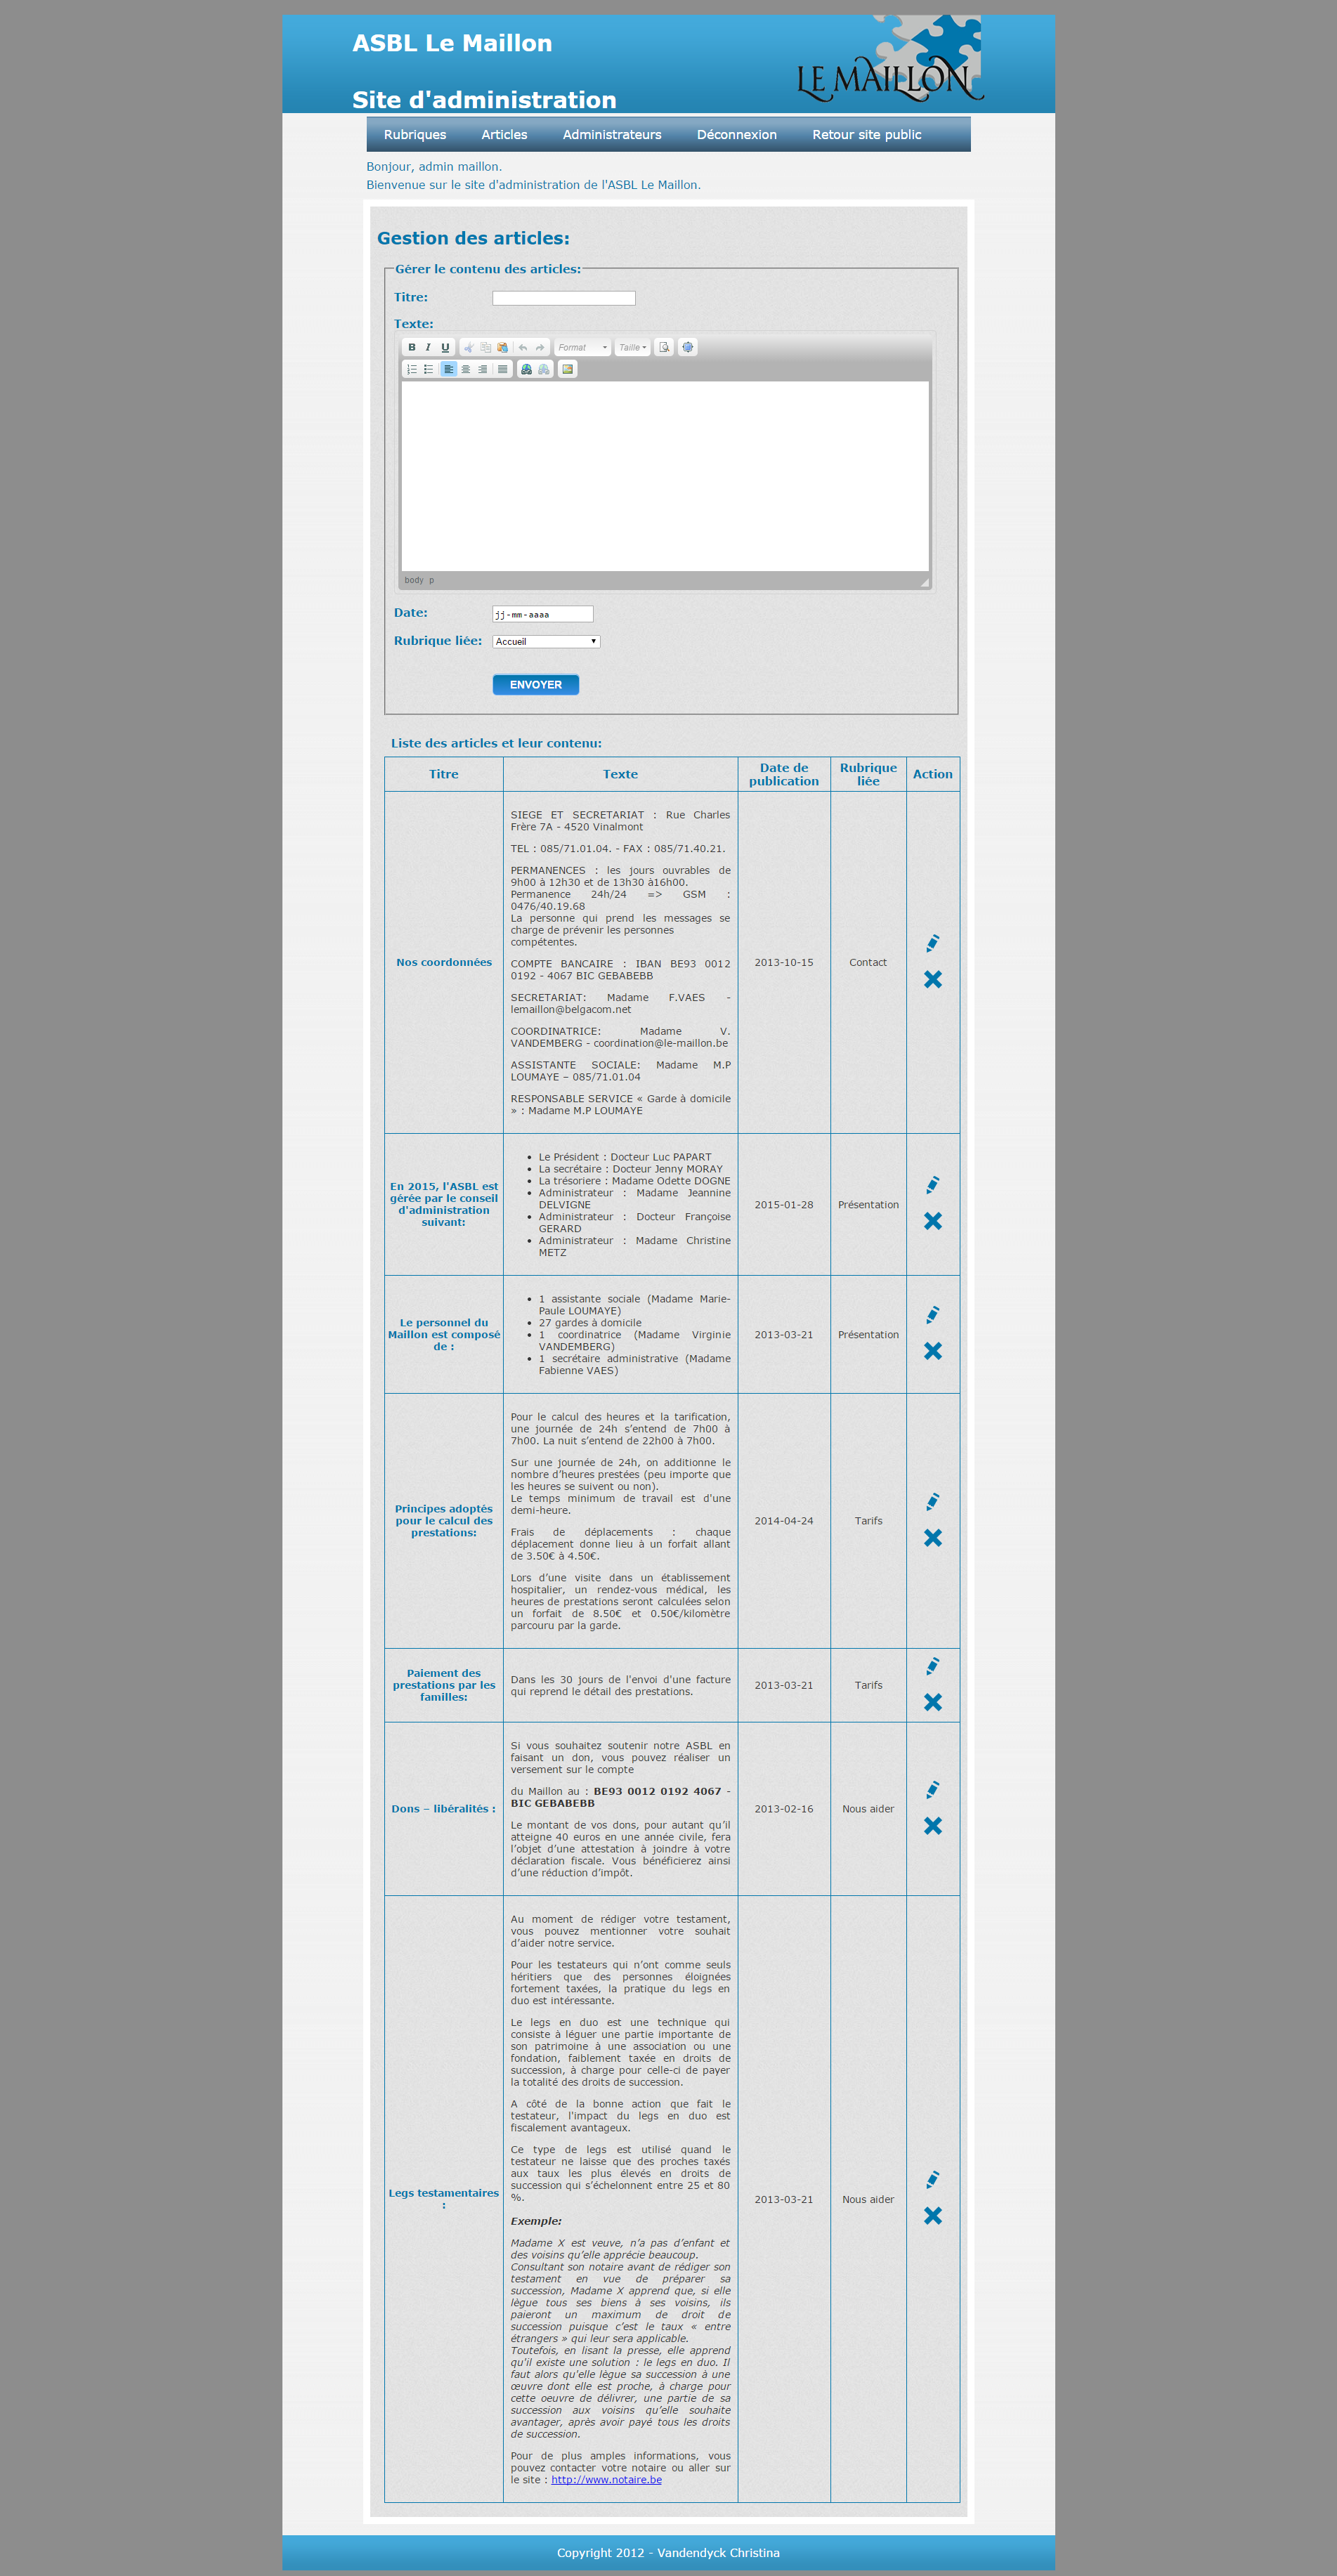 ASBL Le Maillon
LE MAILLON
Site d'administration
Rubriques Articles Administrateurs Déconnexion Retour site public
Bonjour, admin maillon.
Bienvenue sur le site d'administration de l'ASBL Le Maillon.
Gestion des articles:
Gérer le contenu des articles:
Titre:
Texte:
B I U Format Taille
body p
Date: jj-mm-aaaa
Rubrique liée: Accueil
ENVOYER
Liste des articles et leur contenu:
Titre Texte Date de publication Rubrique liée Action
Nos coordonnées
SIEGE ET SECRETARIAT : Rue Charles
Frère 7A - 4520 Vinalmont
TEL : 085/71.01.04. - FAX : 085/71.40.21.
PERMANENCES : les jours ouvrables de
9h00 à 12h30 et de 13h30 à16h00.
Permanence 24h/24 => GSM :
0476/40.19.68
La personne qui prend les messages se
charge de prévenir les personnes
compétentes.
COMPTE BANCAIRE : IBAN BE93 0012
0192 - 4067 BIC GEBABEBB
SECRETARIAT: Madame F.VAES -
lemaillon@belgacom.net
COORDINATRICE: Madame V.
VANDEMBERG - coordination@le-maillon.be
ASSISTANTE SOCIALE: Madame M.P
LOUMAYE – 085/71.01.04
RESPONSABLE SERVICE « Garde à domicile
» : Madame M.P LOUMAYE
2013-10-15 Contact
En 2015, l'ASBL est
gérée par le conseil
d'administration
suivant:
Le Président : Docteur Luc PAPART
La secrétaire : Docteur Jenny MORAY
La trésoriere : Madame Odette DOGNE
Administrateur : Madame Jeannine
DELVIGNE
Administrateur : Docteur Françoise
GERARD
Administrateur : Madame Christine
METZ
2015-01-28 Présentation
Le personnel du
Maillon est composé
de :
1 assistante sociale (Madame Marie-
Paule LOUMAYE)
27 gardes à domicile
1 coordinatrice (Madame Virginie
VANDEMBERG)
1 secrétaire administrative (Madame
Fabienne VAES)
2013-03-21 Présentation
Principes adoptés
pour le calcul des
prestations:
Pour le calcul des heures et la tarification,
une journée de 24h s’entend de 7h00 à
7h00. La nuit s’entend de 22h00 à 7h00.
Sur une journée de 24h, on additionne le
nombre d’heures prestées (peu importe que
les heures se suivent ou non).
Le temps minimum de travail est d'une
demi-heure.
Frais de déplacements : chaque
déplacement donne lieu à un forfait allant
de 3.50€ à 4.50€.
Lors d’une visite dans un établissement
hospitalier, un rendez-vous médical, les
heures de prestations seront calculées selon
un forfait de 8.50€ et 0.50€/kilomètre
parcouru par la garde.
2014-04-24 Tarifs
Paiement des
prestations par les
familles:
Dans les 30 jours de l'envoi d'une facture
qui reprend le détail des prestations.
2013-03-21 Tarifs
Dons – libéralités :
Si vous souhaitez soutenir notre ASBL en
faisant un don, vous pouvez réaliser un
versement sur le compte
du Maillon au : BE93 0012 0192 4067 -
BIC GEBABEBB
Le montant de vos dons, pour autant qu’il
atteigne 40 euros en une année civile, fera
l’objet d’une attestation à joindre à votre
déclaration fiscale. Vous bénéficierez ainsi
d’une réduction d’impôt.
2013-02-16 Nous aider
Legs testamentaires
:
Au moment de rédiger votre testament,
vous pouvez mentionner votre souhait
d’aider notre service.
Pour les testateurs qui n’ont comme seuls
héritiers que des personnes éloignées
fortement taxées, la pratique du legs en
duo est intéressante.
Le legs en duo est une technique qui
consiste à léguer une partie importante de
son patrimoine à une association ou une
fondation, faiblement taxée en droits de
succession, à charge pour celle-ci de payer
la totalité des droits de succession.
A côté de la bonne action que fait le
testateur, l'impact du legs en duo est
fiscalement avantageux.
Ce type de legs est utilisé quand le
testateur ne laisse que des proches taxés
aux taux les plus élevés en droits de
succession qui s’échelonnent entre 25 et 80
%.
Exemple:
Madame X est veuve, n’a pas d’enfant et
des voisins qu’elle apprécie beaucoup.
Consultant son notaire avant de rédiger son
testament en vue de préparer sa
succession, Madame X apprend que, si elle
lègue tous ses biens à ses voisins, ils
paieront un maximum de droit de
succession puisque c’est le taux « entre
étrangers » qui leur sera applicable.
Toutefois, en lisant la presse, elle apprend
qu'il existe une solution : le legs en duo. Il
faut alors qu'elle lègue sa succession à une
œuvre dont elle est proche, à charge pour
cette oeuvre de délivrer, une partie de sa
succession aux voisins qu’elle souhaite
avantager, après avoir payé tous les droits
de succession.
Pour de plus amples informations, vous
pouvez contacter votre notaire ou aller sur
le site : http://www.notaire.be
2013-03-21 Nous aider
Copyright 2012 - Vandendyck Christina